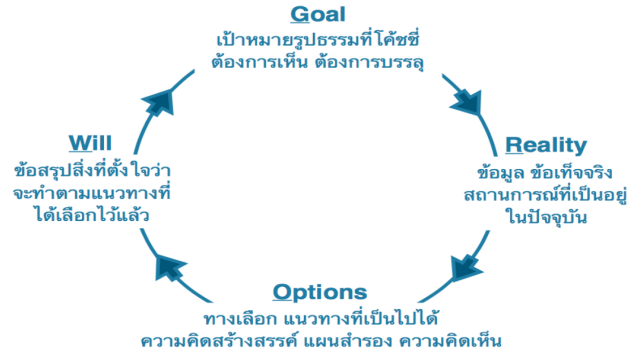 Goal
เป้าหมายรูปธรรมที่โค้ชชี่
ต้องการเห็น ต้องการบรรลุ
Reality
ข้อมูล ข้อเท็จจริง
สถานการณ์ที่เป็นอยู่
ในปัจจุบัน
Options
ทางเลือก แนวทางที่เป็นไปได้
ความคิดสร้างสรรค์ แผนสำรอง ความคิดเห็น
Will
ข้อสรุปสิ่งที่ตั้งใจว่า
จะทำตามแนวทางที่
ได้เลือกไว้แล้ว